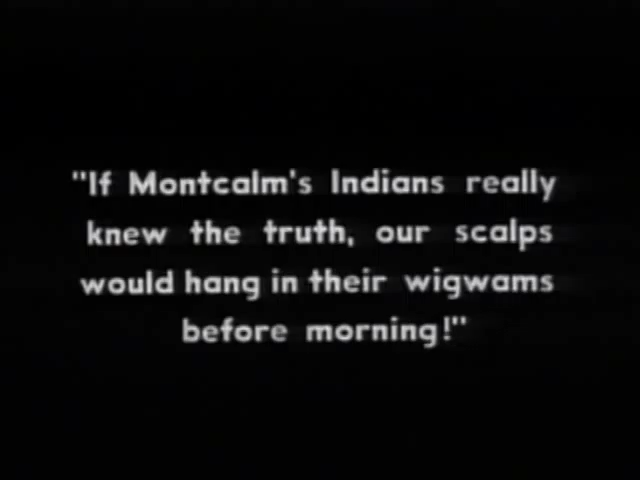 "If Montcalm's Indians really
knew the truth, our scalps
would hang in their wigwams
before morning!"